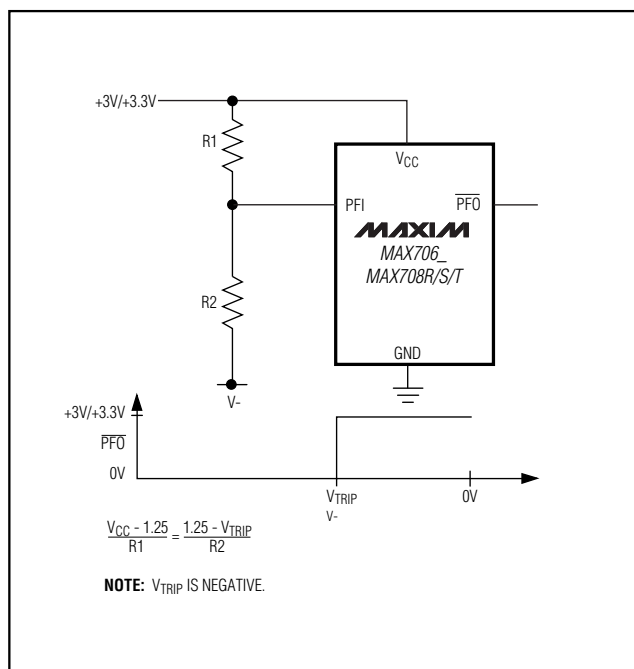 +3V/+3.3V
R1
VCC
PFI
PFO
MAXIM
MAX706_
MAX708R/S/T
R2
GND
V-
+3V/+3.3V
PFO
0V
VTRIP
0V
V-
VCC - 1.25
R1
=
1.25 - VTRIP
R2
NOTE: VTRIP IS NEGATIVE.